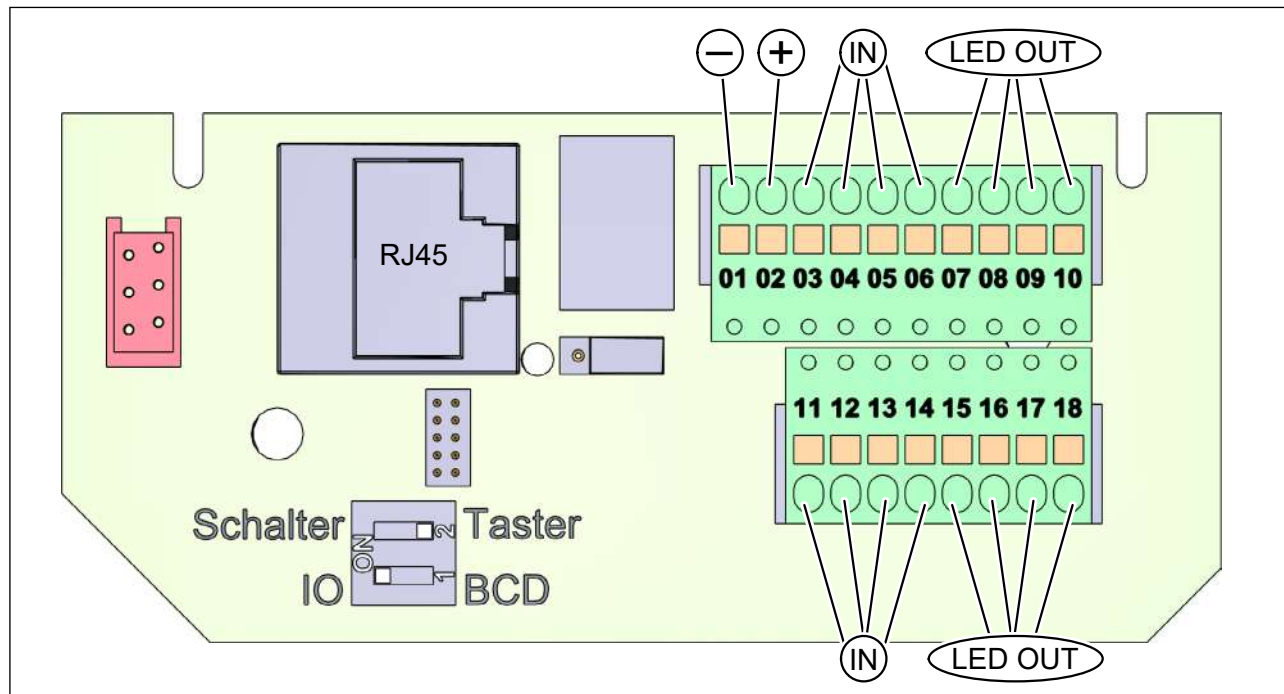 − + IN LED OUT
RJ45
01 02 03 04 05 06 07 08 09 10
11 12 13 14 15 16 17 18
Schalter 2 Taster
ON
IO 1 BCD
IN LED OUT